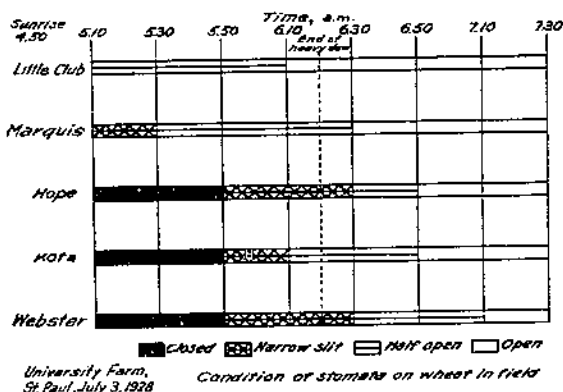 Sunrise 4.50
Time, a.m.
5.10 5.30 5.50 6.10 6.30 6.50 7.10 7.30
End of heavy dew
Little Club
Marquis
Hope
Kota
Webster
Closed Narrow slit Half open Open
University Farm,
St Paul, July 3, 1928
Condition of stomata on wheat in field